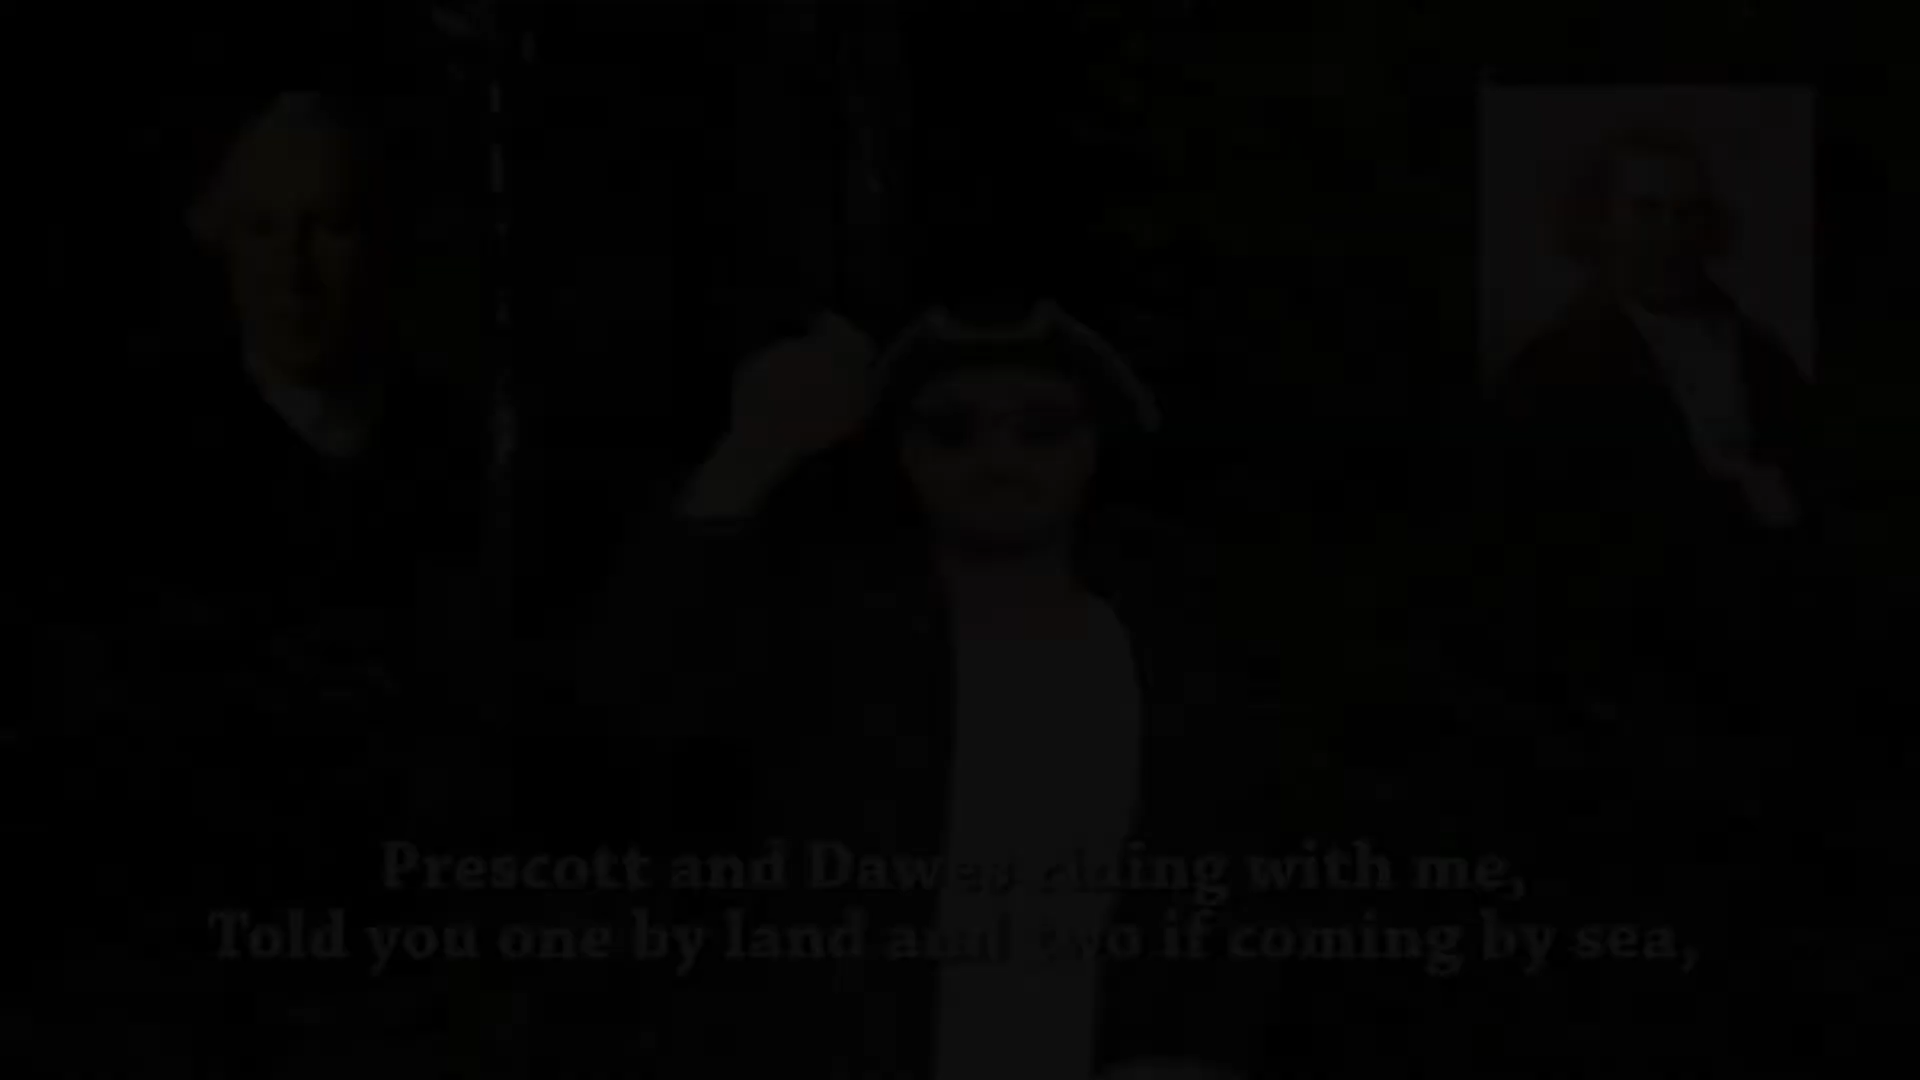 Prescott and Dawes riding with me,
Told you one by land and two if coming by sea,